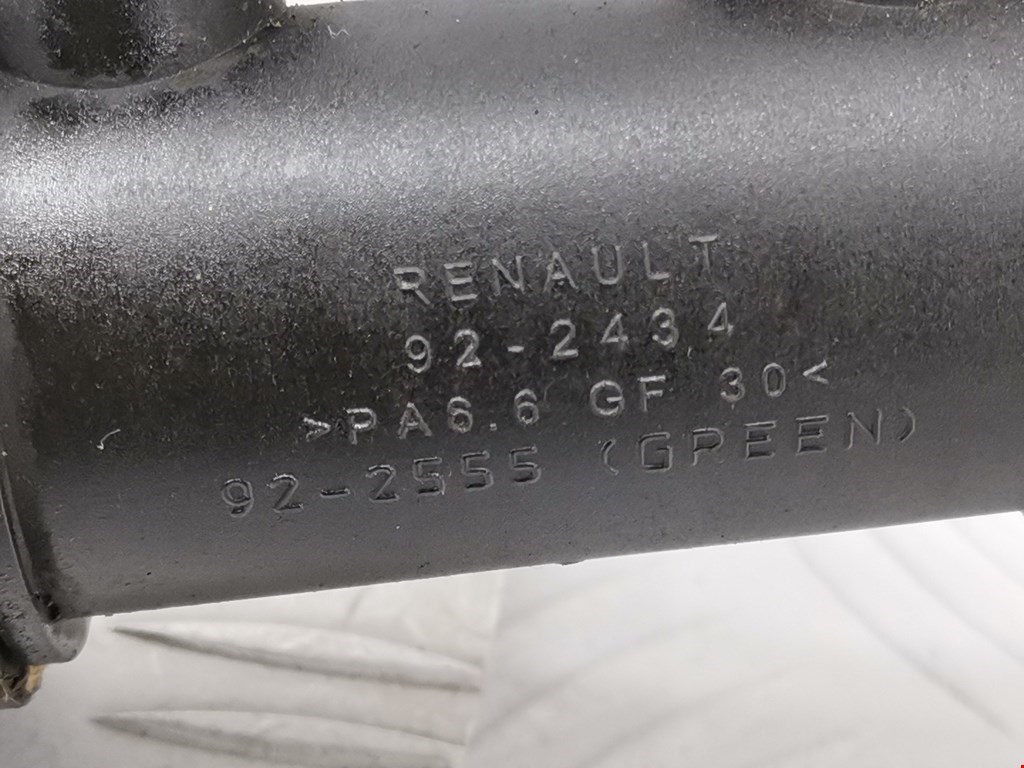 RENAULT
92-2434
>PA6.6 GF 30<
92-2555 (GREEN)